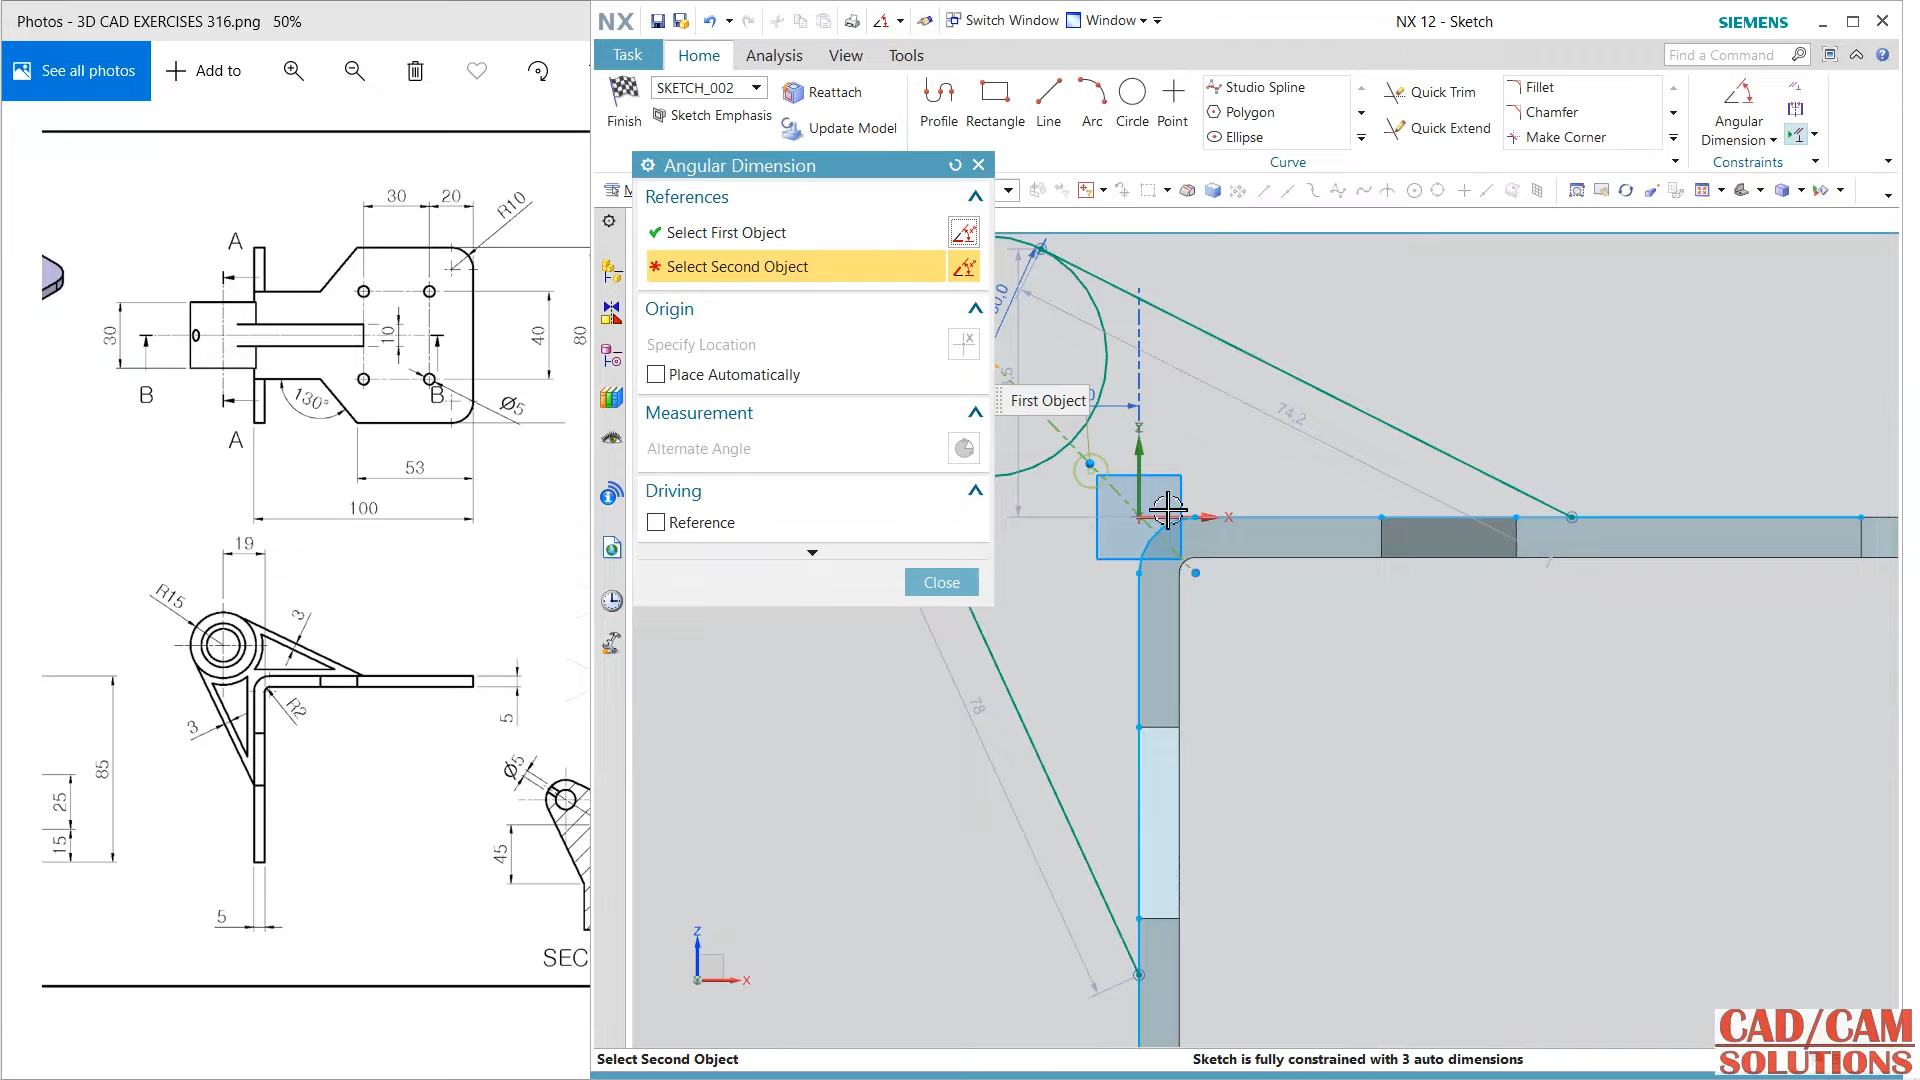 Photos - 3D CAD EXERCISES 316.png   50%
See all photos
Add to
30
20
R10
A
30
10
40
80
B
B
130°
Ø5
A
53
100
19
R15
3
R2
3
5
85
25
15
5
Ø5
45
SEC
NX
Switch Window
Window
NX 12 - Sketch
SIEMENS
Task
Home
Analysis
View
Tools
Find a Command
Finish
SKETCH_002
Sketch Emphasis
Reattach
Update Model
Profile
Rectangle
Line
Arc
Circle
Point
Studio Spline
Polygon
Ellipse
Quick Trim
Quick Extend
Fillet
Chamfer
Make Corner
Angular
Dimension
Curve
Constraints
Angular Dimension
References
Select First Object
Select Second Object
Origin
Specify Location
Place Automatically
Measurement
Alternate Angle
Driving
Reference
Close
First Object
74.2
78
Z
X
Z
X
Select Second Object
Sketch is fully constrained with 3 auto dimensions
CAD/CAM
SOLUTIONS